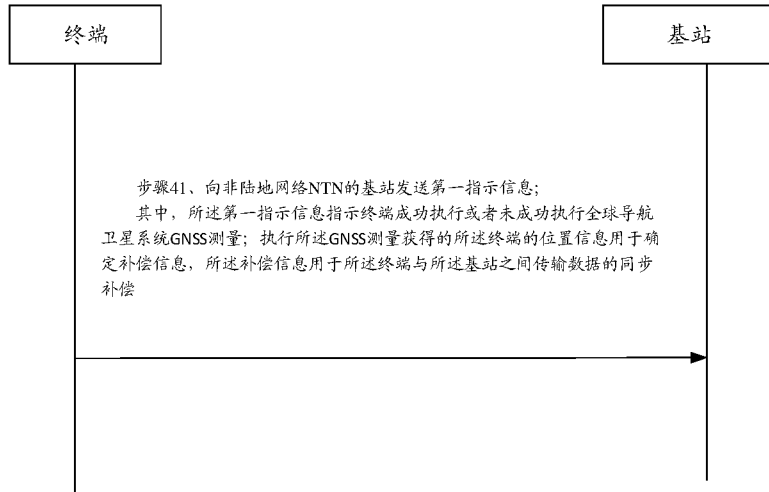 终端
基站
步骤41、向非陆地网络NTN的基站发送第一指示信息；
其中，所述第一指示信息指示终端成功执行或者未成功执行全球导航
卫星系统GNSS测量；执行所述GNSS测量获得的所述终端的位置信息用于确
定补偿信息，所述补偿信息用于所述终端与所述基站之间传输数据的同步
补偿